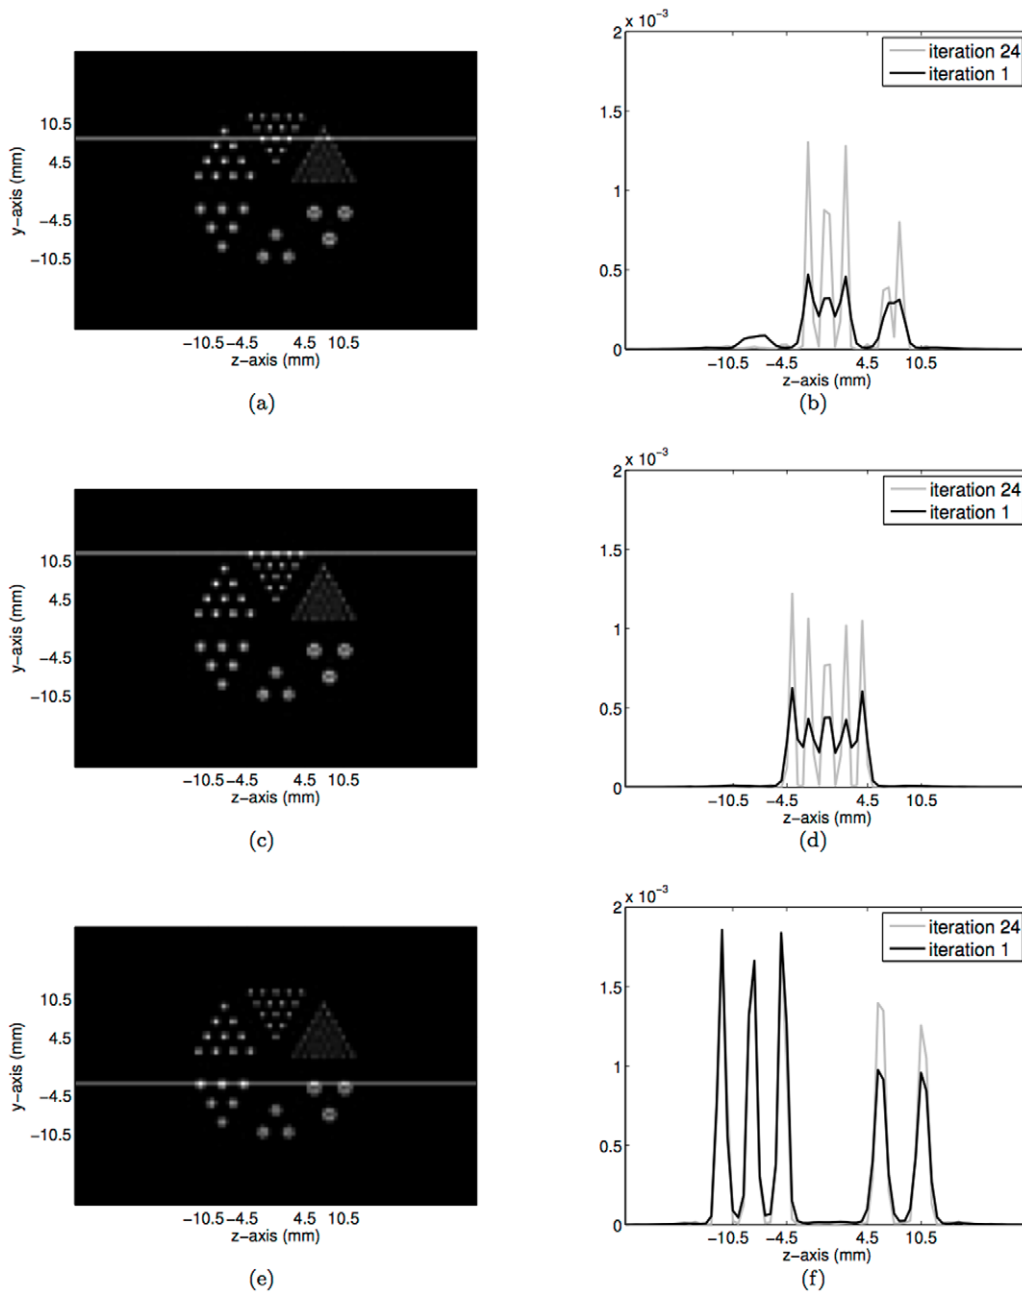 10.5
4.5
−4.5
−10.5
y−axis (mm)
−10.5 −4.5 4.5 10.5
z−axis (mm)
(a)
x 10⁻³
2
1.5
1
0.5
0
iteration 24
iteration 1
−10.5 −4.5 4.5 10.5
z−axis (mm)
(b)
10.5
4.5
−4.5
−10.5
y−axis (mm)
−10.5 −4.5 4.5 10.5
z−axis (mm)
(c)
x 10⁻³
2
1.5
1
0.5
0
iteration 24
iteration 1
−10.5 −4.5 4.5 10.5
z−axis (mm)
(d)
10.5
4.5
−4.5
−10.5
y−axis (mm)
−10.5 −4.5 4.5 10.5
z−axis (mm)
(e)
x 10⁻³
2
1.5
1
0.5
0
iteration 24
iteration 1
−10.5 −4.5 4.5 10.5
z−axis (mm)
(f)